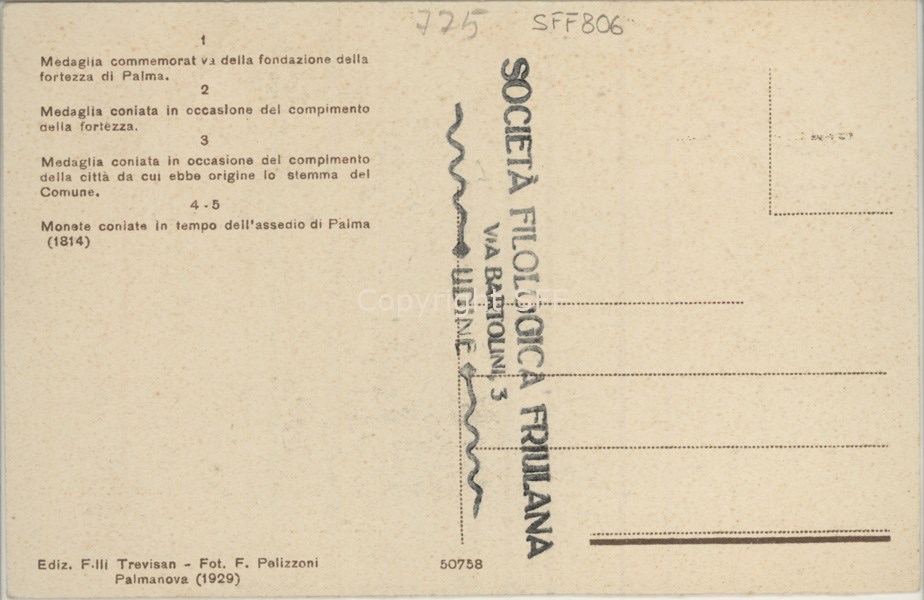 725 SFF806
1
Medaglia commemorativa della fondazione della
fortezza di Palma.
2
Medaglia coniata in occasione del compimento
della fortezza.
3
Medaglia coniata in occasione del compimento
della città da cui ebbe origine lo stemma del
Comune.
4 - 5
Monete coniate in tempo dell'assedio di Palma
(1814)
SOCIETÀ FILOLOGICA FRIULANA
VIA BARTOLINI, 3
UDINE
Copyright SFF
Ediz. F.lli Trevisan - Fot. F. Pelizzoni
Palmanova (1929)
50758